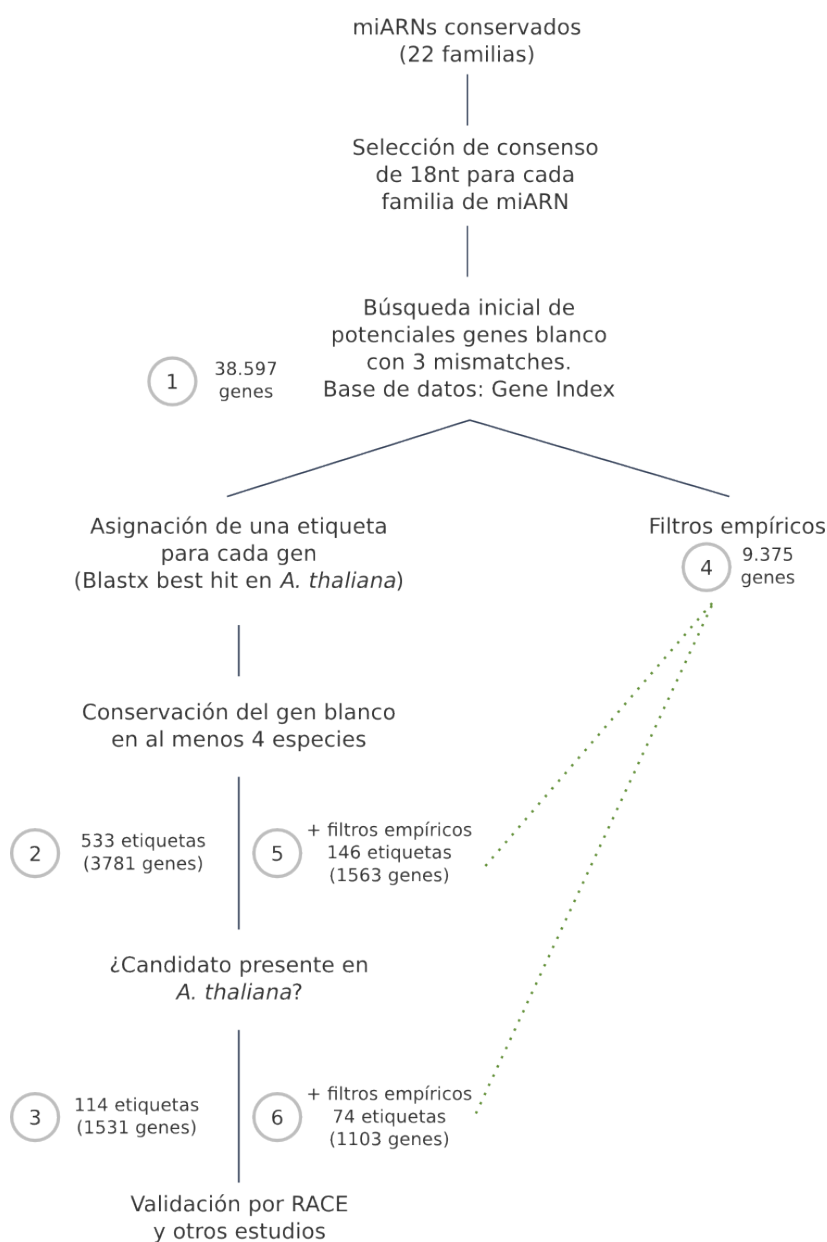 miARNs conservados
(22 familias)
Selección de consenso
de 18nt para cada
familia de miARN
Búsqueda inicial de
potenciales genes blanco
con 3 mismatches.
Base de datos: Gene Index
1
38.597
genes
Asignación de una etiqueta
para cada gen
(Blastx best hit en A. thaliana)
Filtros empíricos
4
9.375
genes
Conservación del gen blanco
en al menos 4 especies
2
533 etiquetas
(3781 genes)
5
+ filtros empíricos
146 etiquetas
(1563 genes)
¿Candidato presente en
A. thaliana?
3
114 etiquetas
(1531 genes)
6
+ filtros empíricos
74 etiquetas
(1103 genes)
Validación por RACE
y otros estudios